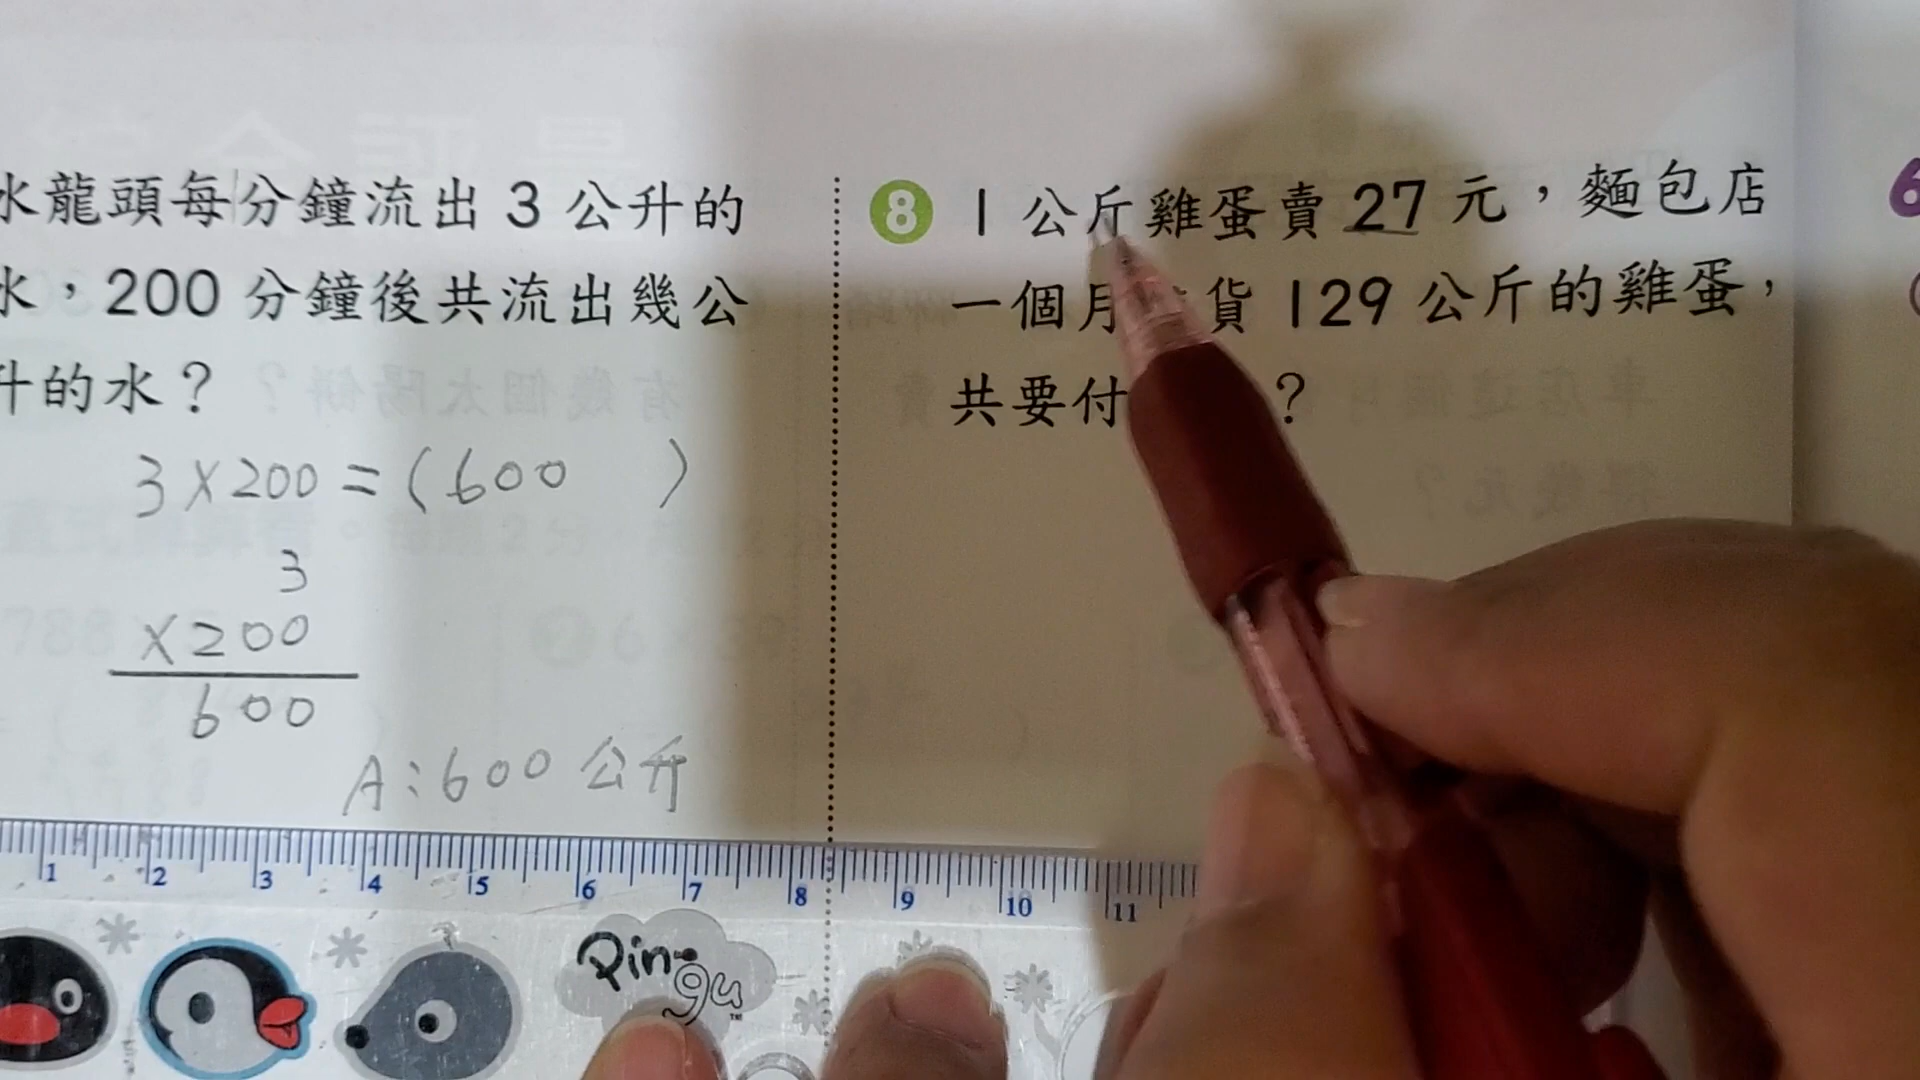 水龍頭每分鐘流出 3 公升的
水，200 分鐘後共流出幾公
升的水？
3×200=(600 )
3
×200
600
A:600 公升
8 1 公斤雞蛋賣 27 元，麵包店
一個月 貨 129 公斤的雞蛋，
共要付 ？
6
1 2 3 4 5 6 7 8 9 10 11
Pin-
gu